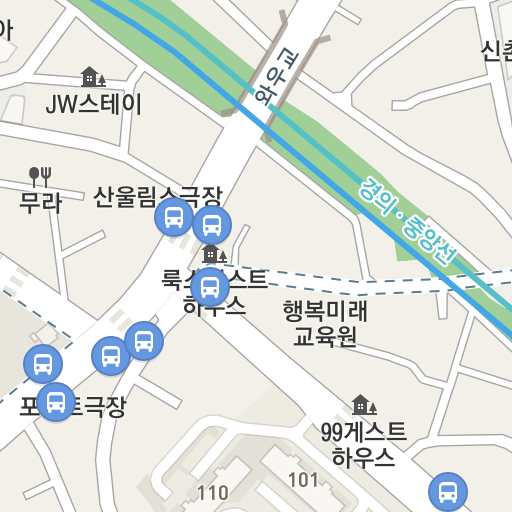 아
신촌
와우교
JW스테이
무라
산울림소극장
경의·중앙선
하우스
행복미래
교육원
99게스트
하우스
101
110